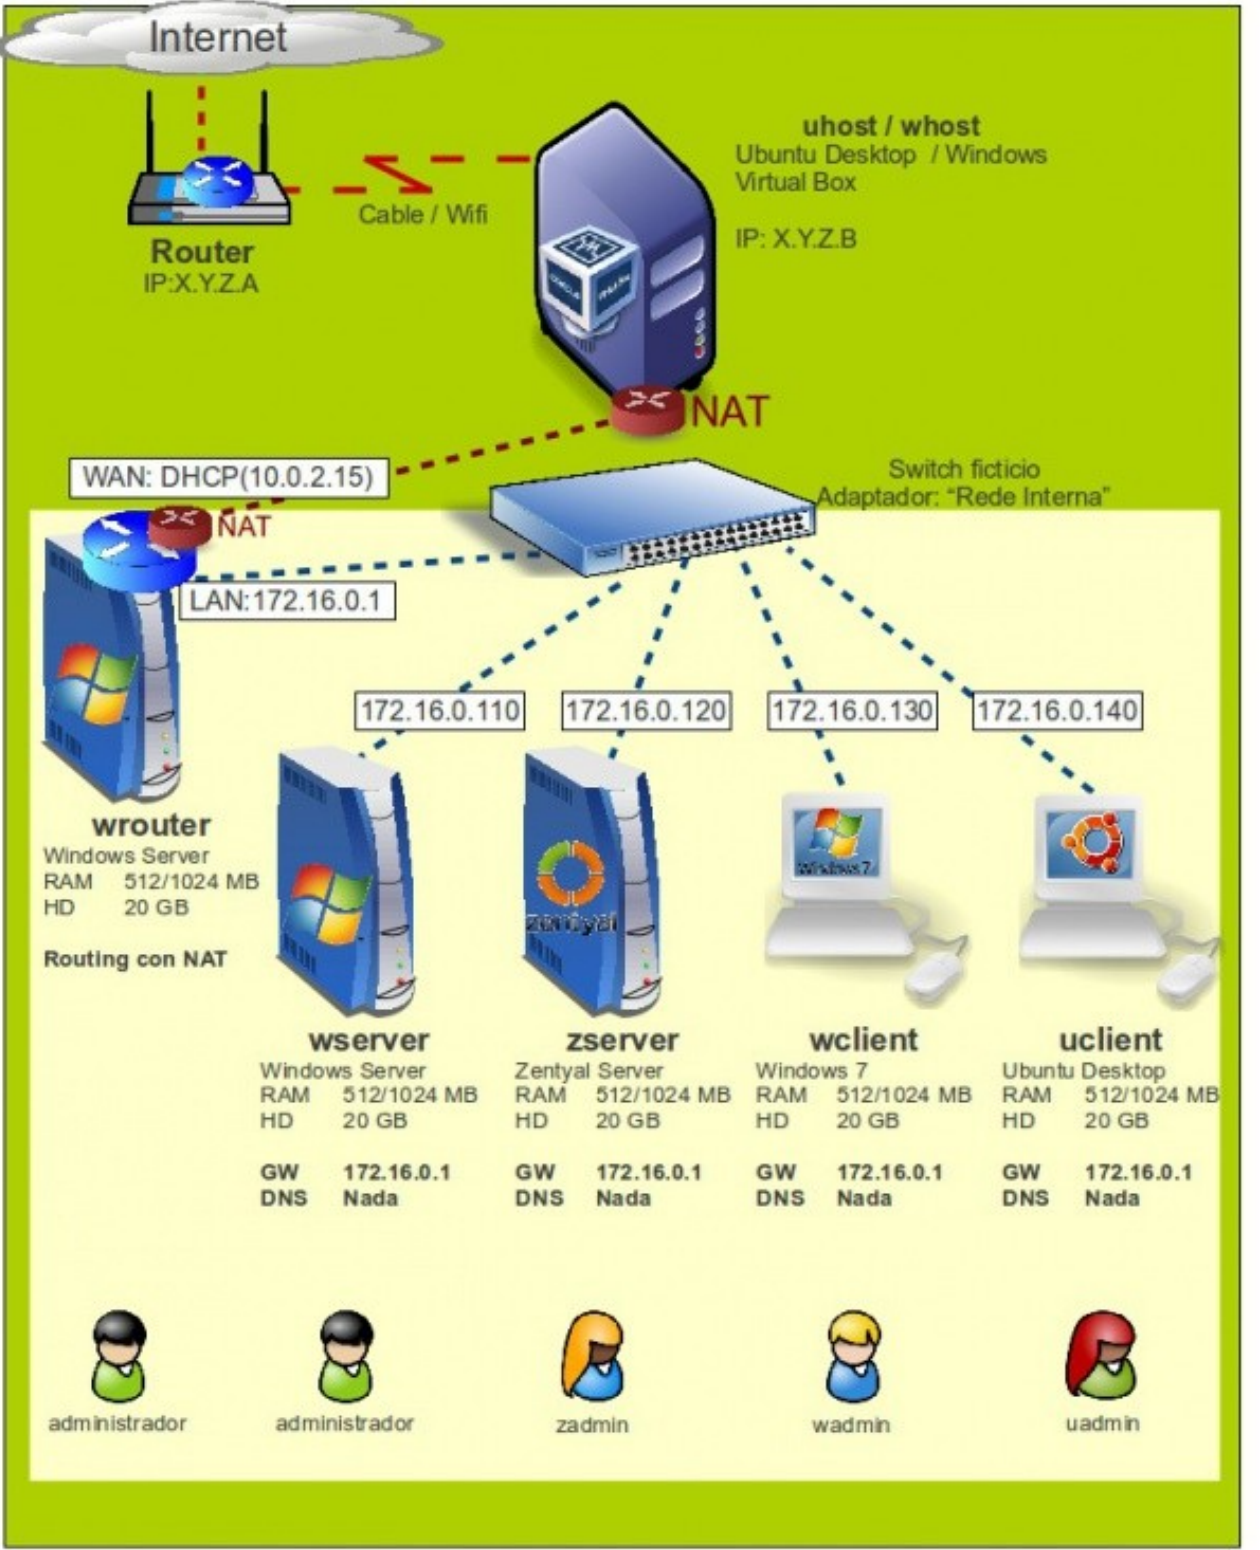 Internet
uhost / whost
Ubuntu Desktop / Windows
Virtual Box
IP: X.Y.Z.B
Cable / Wifi
Router
IP:X.Y.Z.A
NAT
WAN: DHCP(10.0.2.15)
Switch ficticio
Adaptador: “Rede Interna”
NAT
LAN:172.16.0.1
172.16.0.110
172.16.0.120
172.16.0.130
172.16.0.140
wrouter
Windows Server
RAM 512/1024 MB
HD 20 GB
Routing con NAT
Windows 7
zentyal
wserver
Windows Server
RAM 512/1024 MB
HD 20 GB
GW 172.16.0.1
DNS Nada
zserver
Zentyal Server
RAM 512/1024 MB
HD 20 GB
GW 172.16.0.1
DNS Nada
wclient
Windows 7
RAM 512/1024 MB
HD 20 GB
GW 172.16.0.1
DNS Nada
uclient
Ubuntu Desktop
RAM 512/1024 MB
HD 20 GB
GW 172.16.0.1
DNS Nada
administrador
administrador
zadmin
wadmin
uadmin